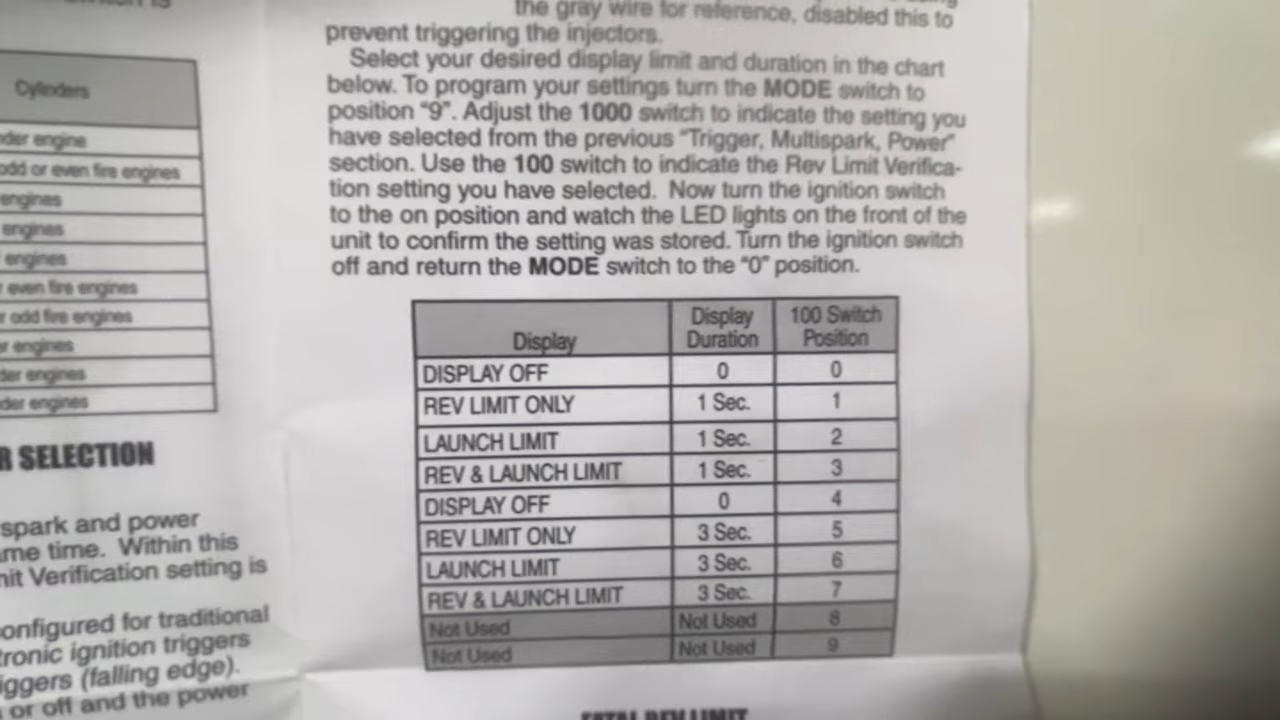 Cylinders
der engine
odd or even fire engines
engines
engines
engines
r even fire engines
r odd fire engines
er engines
der engines
der engines
R SELECTION
spark and power
me time. Within this
mit Verification setting is
onfigured for traditional
tronic ignition triggers
iggers (falling edge).
or off and the power
the gray wire for reference, disabled this to
prevent triggering the injectors.
Select your desired display limit and duration in the chart
below. To program your settings turn the MODE switch to
position "9". Adjust the 1000 switch to indicate the setting you
have selected from the previous "Trigger, Multispark, Power"
section. Use the 100 switch to indicate the Rev Limit Verifica-
tion setting you have selected. Now turn the ignition switch
to the on position and watch the LED lights on the front of the
unit to confirm the setting was stored. Turn the ignition switch
off and return the MODE switch to the "0" position.
Display Display Duration 100 Switch Position
DISPLAY OFF 0 0
REV LIMIT ONLY 1 Sec. 1
LAUNCH LIMIT 1 Sec. 2
REV & LAUNCH LIMIT 1 Sec. 3
DISPLAY OFF 0 4
REV LIMIT ONLY 3 Sec. 5
LAUNCH LIMIT 3 Sec. 6
REV & LAUNCH LIMIT 3 Sec. 7
Not Used Not Used 8
Not Used Not Used 9